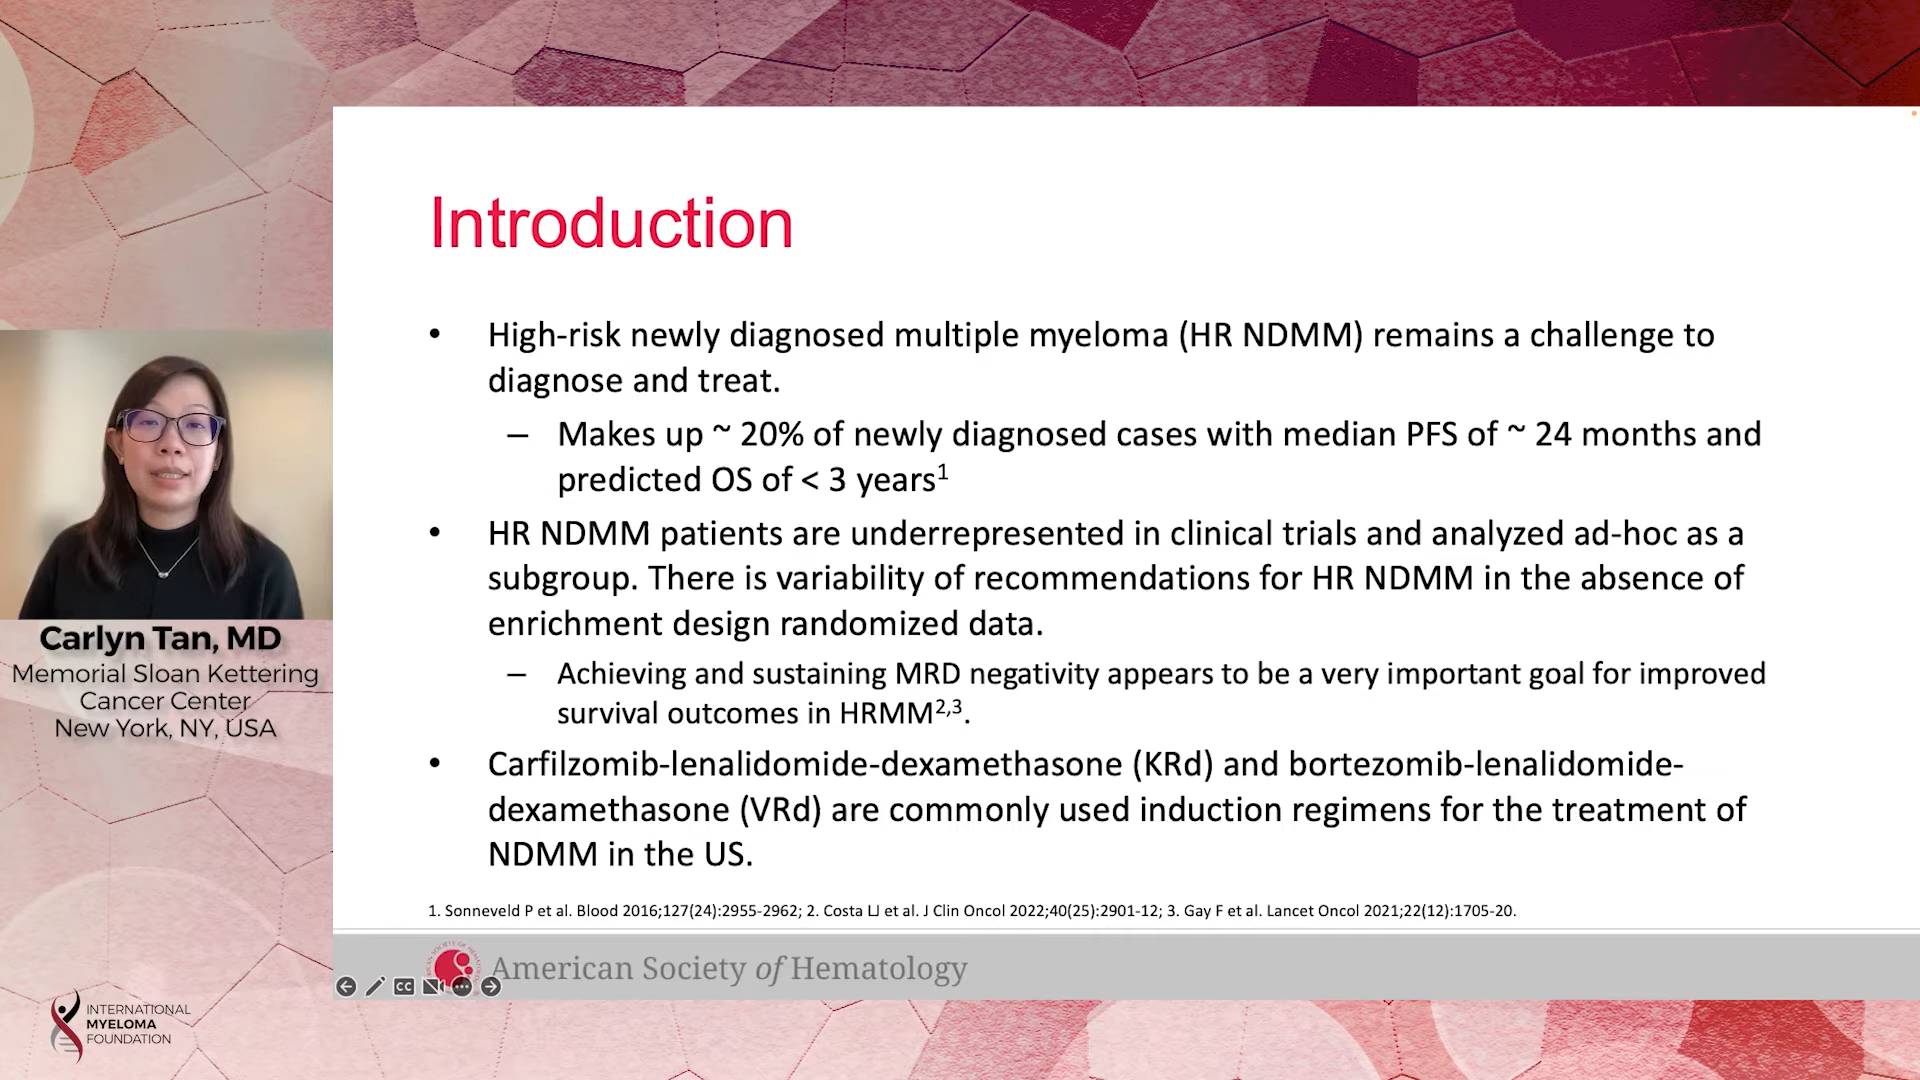 Introduction
• High-risk newly diagnosed multiple myeloma (HR NDMM) remains a challenge to
diagnose and treat.
– Makes up ~ 20% of newly diagnosed cases with median PFS of ~ 24 months and
predicted OS of < 3 years¹
• HR NDMM patients are underrepresented in clinical trials and analyzed ad-hoc as a
subgroup. There is variability of recommendations for HR NDMM in the absence of
enrichment design randomized data.
– Achieving and sustaining MRD negativity appears to be a very important goal for improved
survival outcomes in HRMM²,³.
• Carfilzomib-lenalidomide-dexamethasone (KRd) and bortezomib-lenalidomide-
dexamethasone (VRd) are commonly used induction regimens for the treatment of
NDMM in the US.
1. Sonneveld P et al. Blood 2016;127(24):2955-2962; 2. Costa LJ et al. J Clin Oncol 2022;40(25):2901-12; 3. Gay F et al. Lancet Oncol 2021;22(12):1705-20.
American Society of Hematology
CC
Carlyn Tan, MD
Memorial Sloan Kettering
Cancer Center
New York, NY, USA
INTERNATIONAL
MYELOMA
FOUNDATION